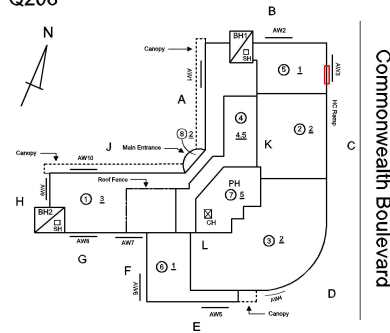 Q208
B
N
BH1
AW2
Canopy
SH
5 1
AW3
AW1
A
HC Ramp
4
4.5
8 2
J
Main Entrance
2 2
K
C
Canopy
AW10
Roof Fence
PH
7 5
AW9
1 3
H
BH2
CH
SH
L
3 2
AW8
AW7
G
F
6 1
AW6
AW4
D
AW5
Canopy
E
Commonwealth Boulevard